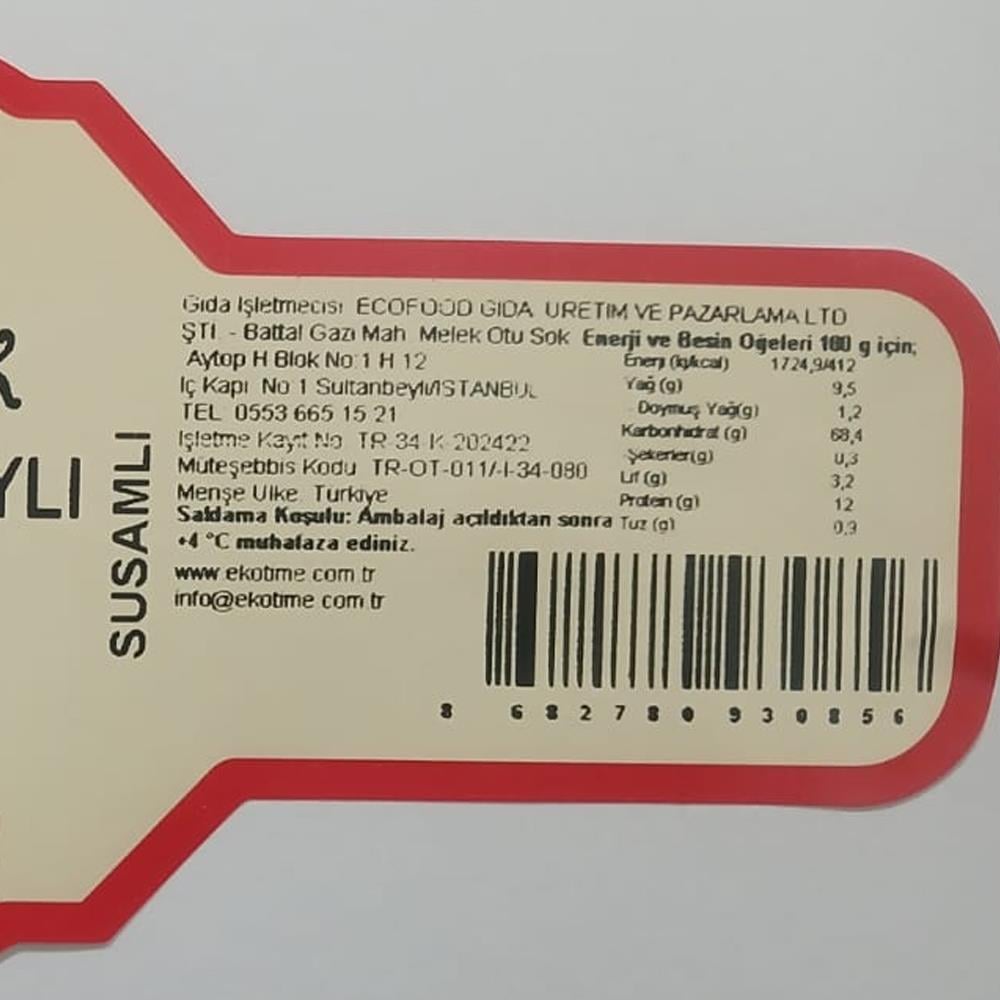 YLI
SUSAMLI
Gıda İşletmecisi ECOFOOD GIDA ÜRETİM VE PAZARLAMA LTD
ŞTİ. - Battal Gazi Mah. Melek Otu Sok.
Aytop H Blok No:1 H 12
İç Kapı No 1 Sultanbeyli/İSTANBUL
TEL 0553 665 15 21
İşletme Kayıt No TR-34-K-202422
Müteşebbis Kodu TR-OT-011/-İ-34-080
Menşe Ülke Türkiye
Saklama Koşulu: Ambalaj açıldıktan sonra
+4 °C muhafaza ediniz.
www.ekotime.com.tr
info@ekotime.com.tr
Enerji ve Besin Öğeleri 100 g için;
Enerji (kj/kcal) 1724,9/412
Yağ (g) 9,5
- Doymuş Yağ(g) 1,2
Karbonhidrat (g) 68,4
-Şekerler(g) 0,3
Lif (g) 3,2
Protein (g) 12
Tuz (g) 0,9
8 682780 930856